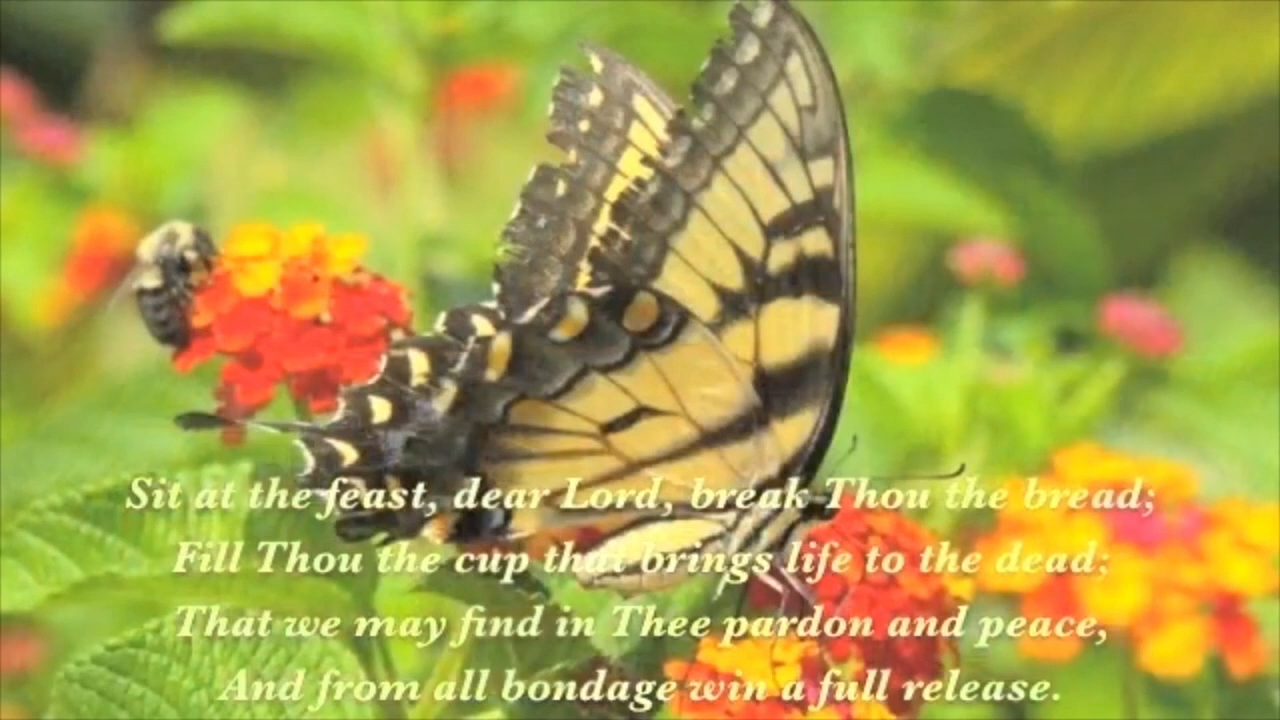 Sit at the feast, dear Lord, break Thou the bread;
Fill Thou the cup that brings life to the dead;
That we may find in Thee pardon and peace,
And from all bondage win a full release.